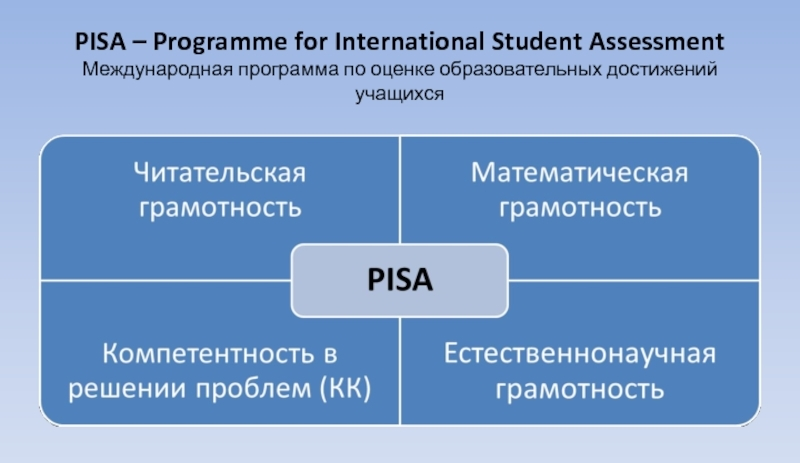 PISA – Programme for International Student Assessment
Международная программа по оценке образовательных достижений
учащихся
Читательская
грамотность
Математическая
грамотность
PISA
Компетентность в
решении проблем (КК)
Естественнонаучная
грамотность